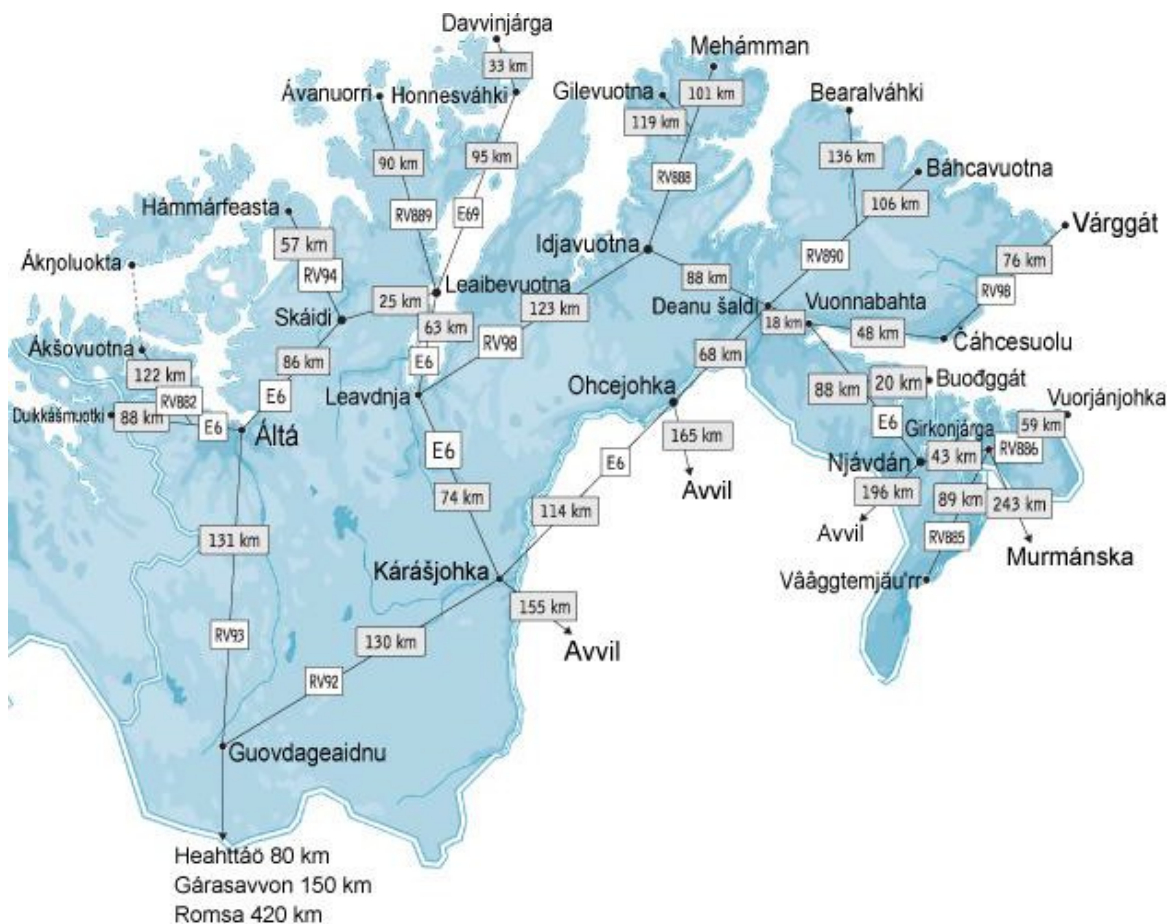 Davvinjárga
33 km
Mehámman
Ávanuorri
Honnesváhki
Gilevuotna
101 km
Bearalváhki
119 km
90 km
95 km
136 km
Báhcavuotna
RV888
106 km
Hámmárfeasta
RV889
E69
Várggát
57 km
Idjavuotna
RV890
76 km
Ákŋoluokta
RV94
88 km
RV98
Leaibevuotna
25 km
123 km
Deanu šaldi
Vuonnabahta
Skáidi
63 km
18 km
48 km
Čáhcesuolu
86 km
RV98
68 km
Ákšovuotna
E6
122 km
Ohcejohka
88 km
20 km
Buođggát
RV882
E6
Leavdnja
Vuorjánjohka
Duikkášmuotki
88 km
E6
Áltá
E6
165 km
E6
Girkonjárga
59 km
RV886
E6
Njávdán
43 km
74 km
Avvil
196 km
89 km
243 km
114 km
Avvil
131 km
RV885
Murmánska
Kárášjohka
Vââggtemjäu'rr
155 km
RV93
130 km
Avvil
RV92
Guovdageaidnu
Heahttáö 80 km
Gárasavvon 150 km
Romsa 420 km